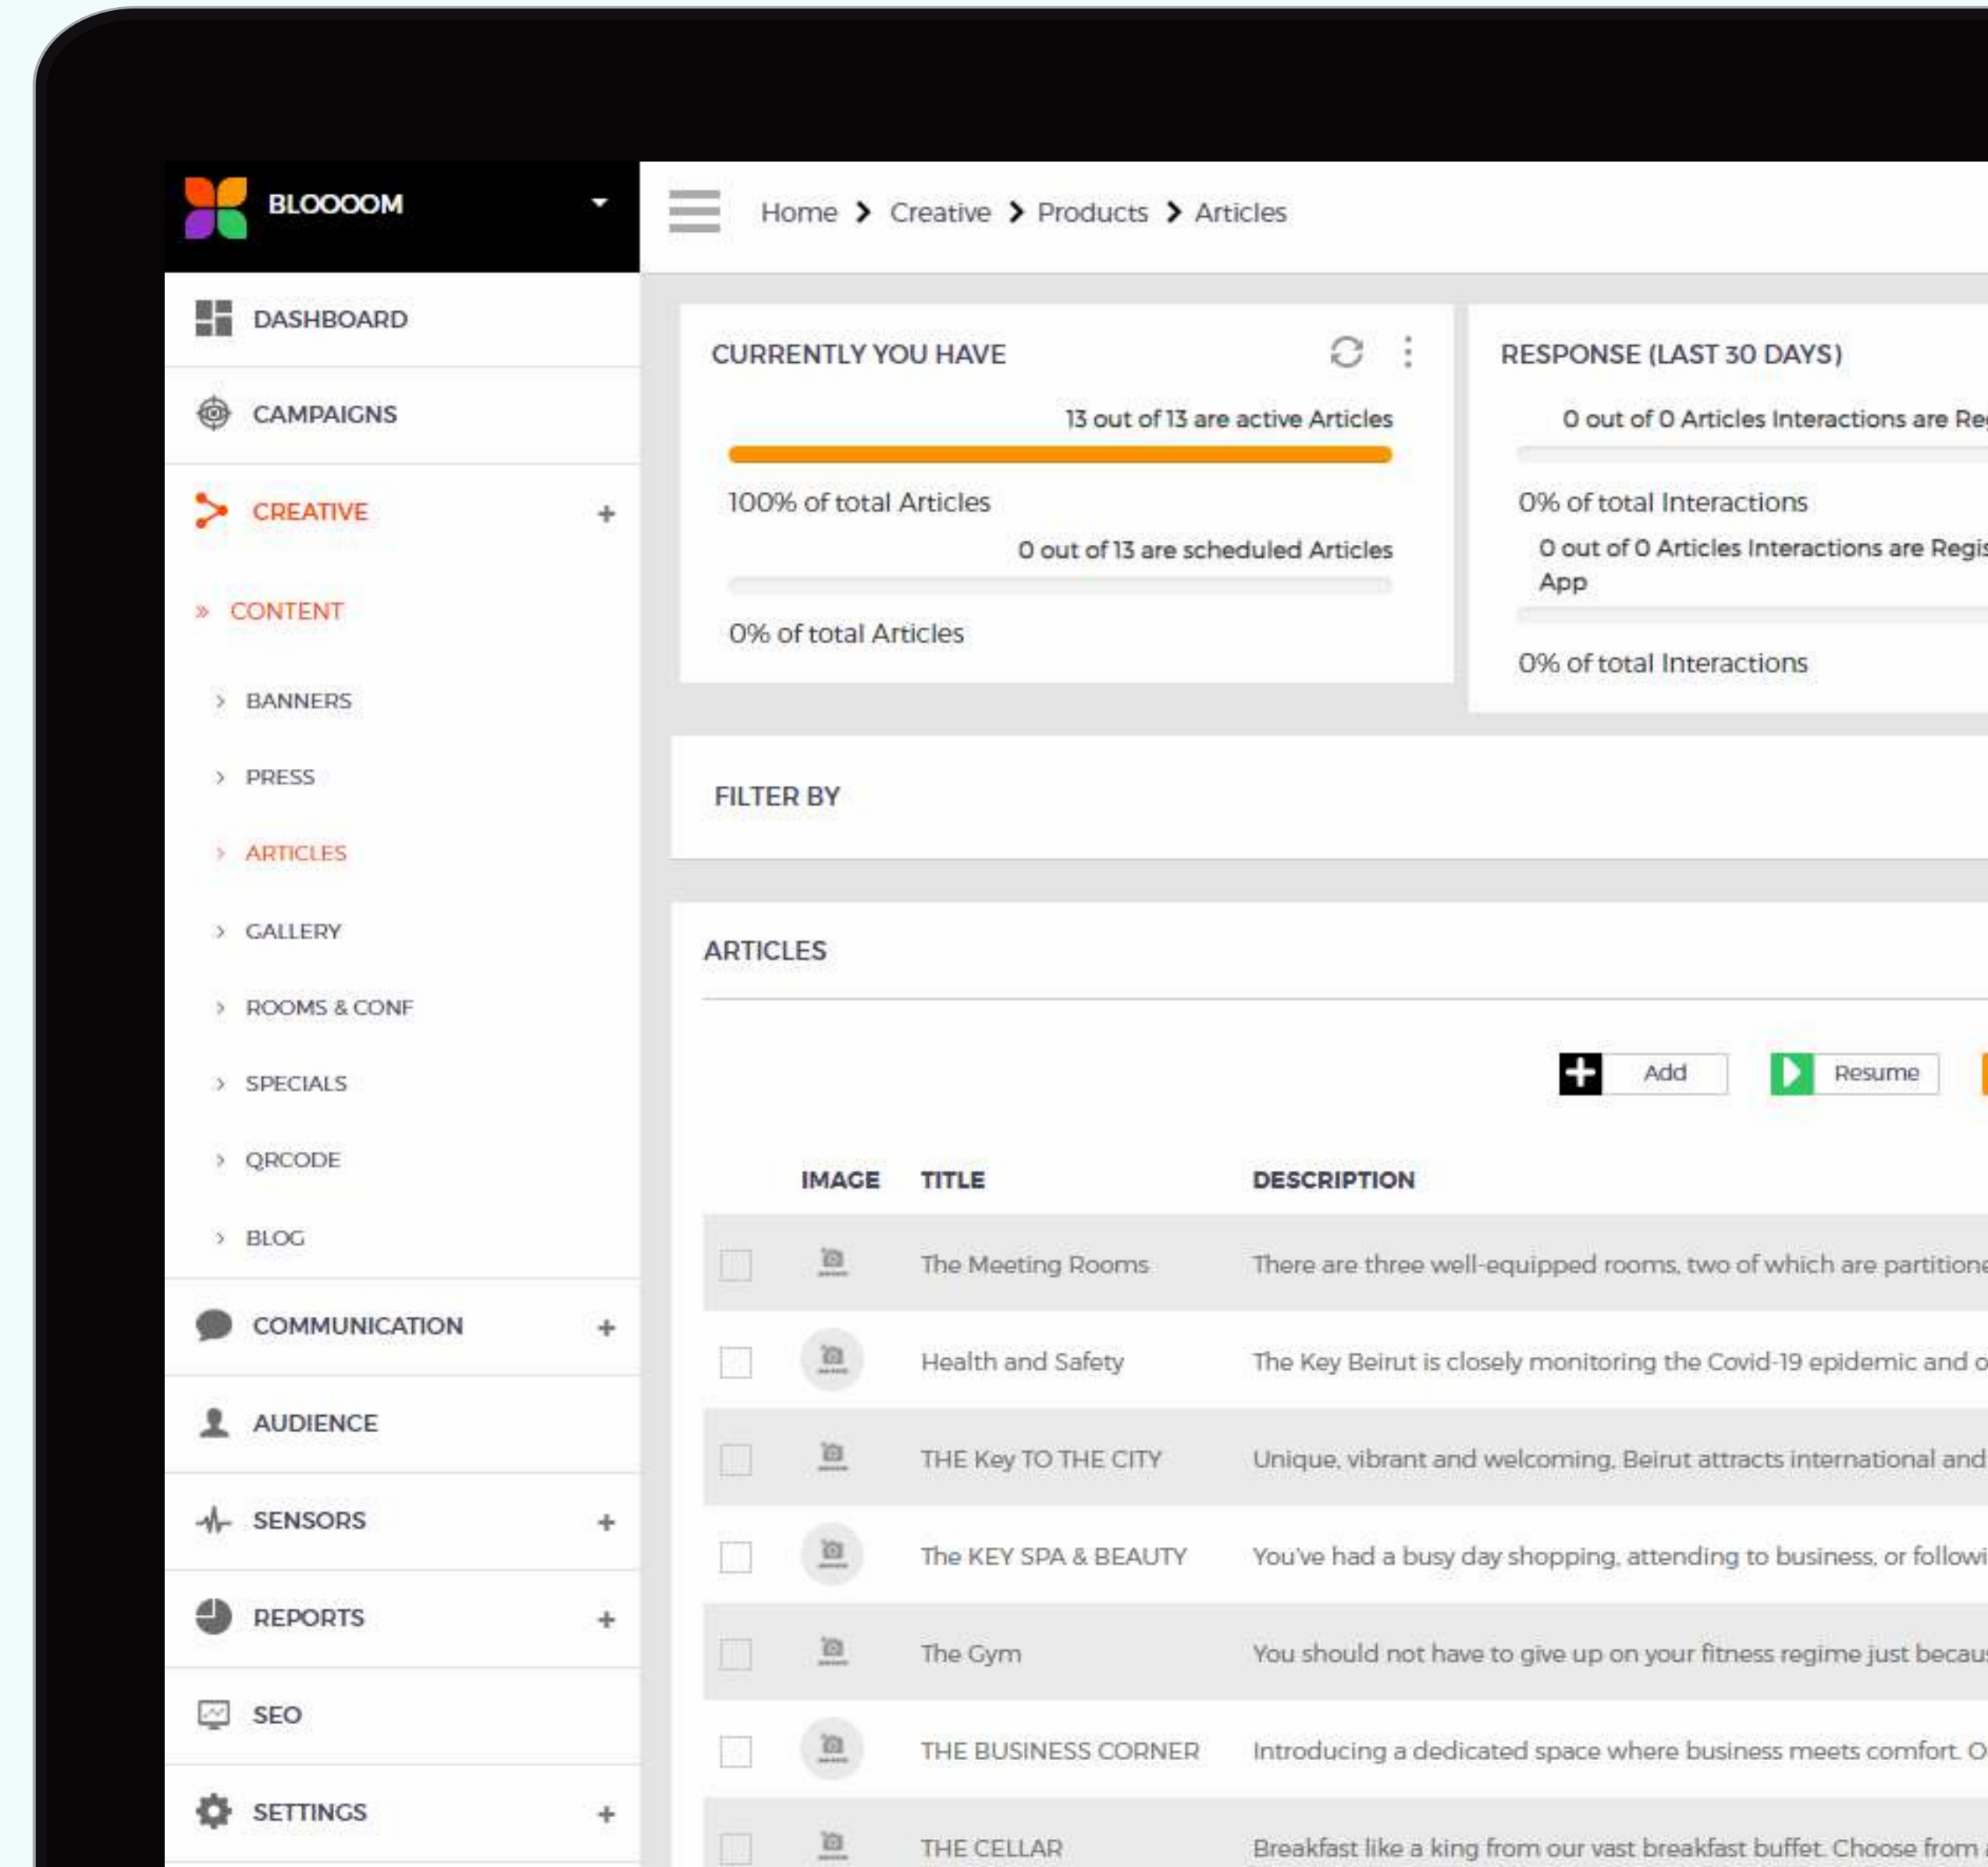 BLOOOOM
Home > Creative > Products > Articles
DASHBOARD
CAMPAIGNS
CREATIVE +
» CONTENT
> BANNERS
> PRESS
> ARTICLES
> GALLERY
> ROOMS & CONF
> SPECIALS
> QRCODE
> BLOG
COMMUNICATION +
AUDIENCE
SENSORS +
REPORTS +
SEO
SETTINGS +
CURRENTLY YOU HAVE
13 out of 13 are active Articles
100% of total Articles
0 out of 13 are scheduled Articles
0% of total Articles
RESPONSE (LAST 30 DAYS)
0 out of 0 Articles Interactions are
0% of total Interactions
0 out of 0 Articles Interactions are
App
0% of total Interactions
FILTER BY
ARTICLES
Add
Resume
IMAGE TITLE DESCRIPTION
The Meeting Rooms There are three well-equipped rooms, two of which are
Health and Safety The Key Beirut is closely monitoring the Covid-19 epidemic and
THE Key TO THE CITY Unique, vibrant and welcoming, Beirut attracts international and
The KEY SPA & BEAUTY You've had a busy day shopping, attending to business, or
The Gym You should not have to give up on your fitness regime just
THE BUSINESS CORNER Introducing a dedicated space where business meets comfort.
THE CELLAR Breakfast like a king from our vast breakfast buffet. Choose from